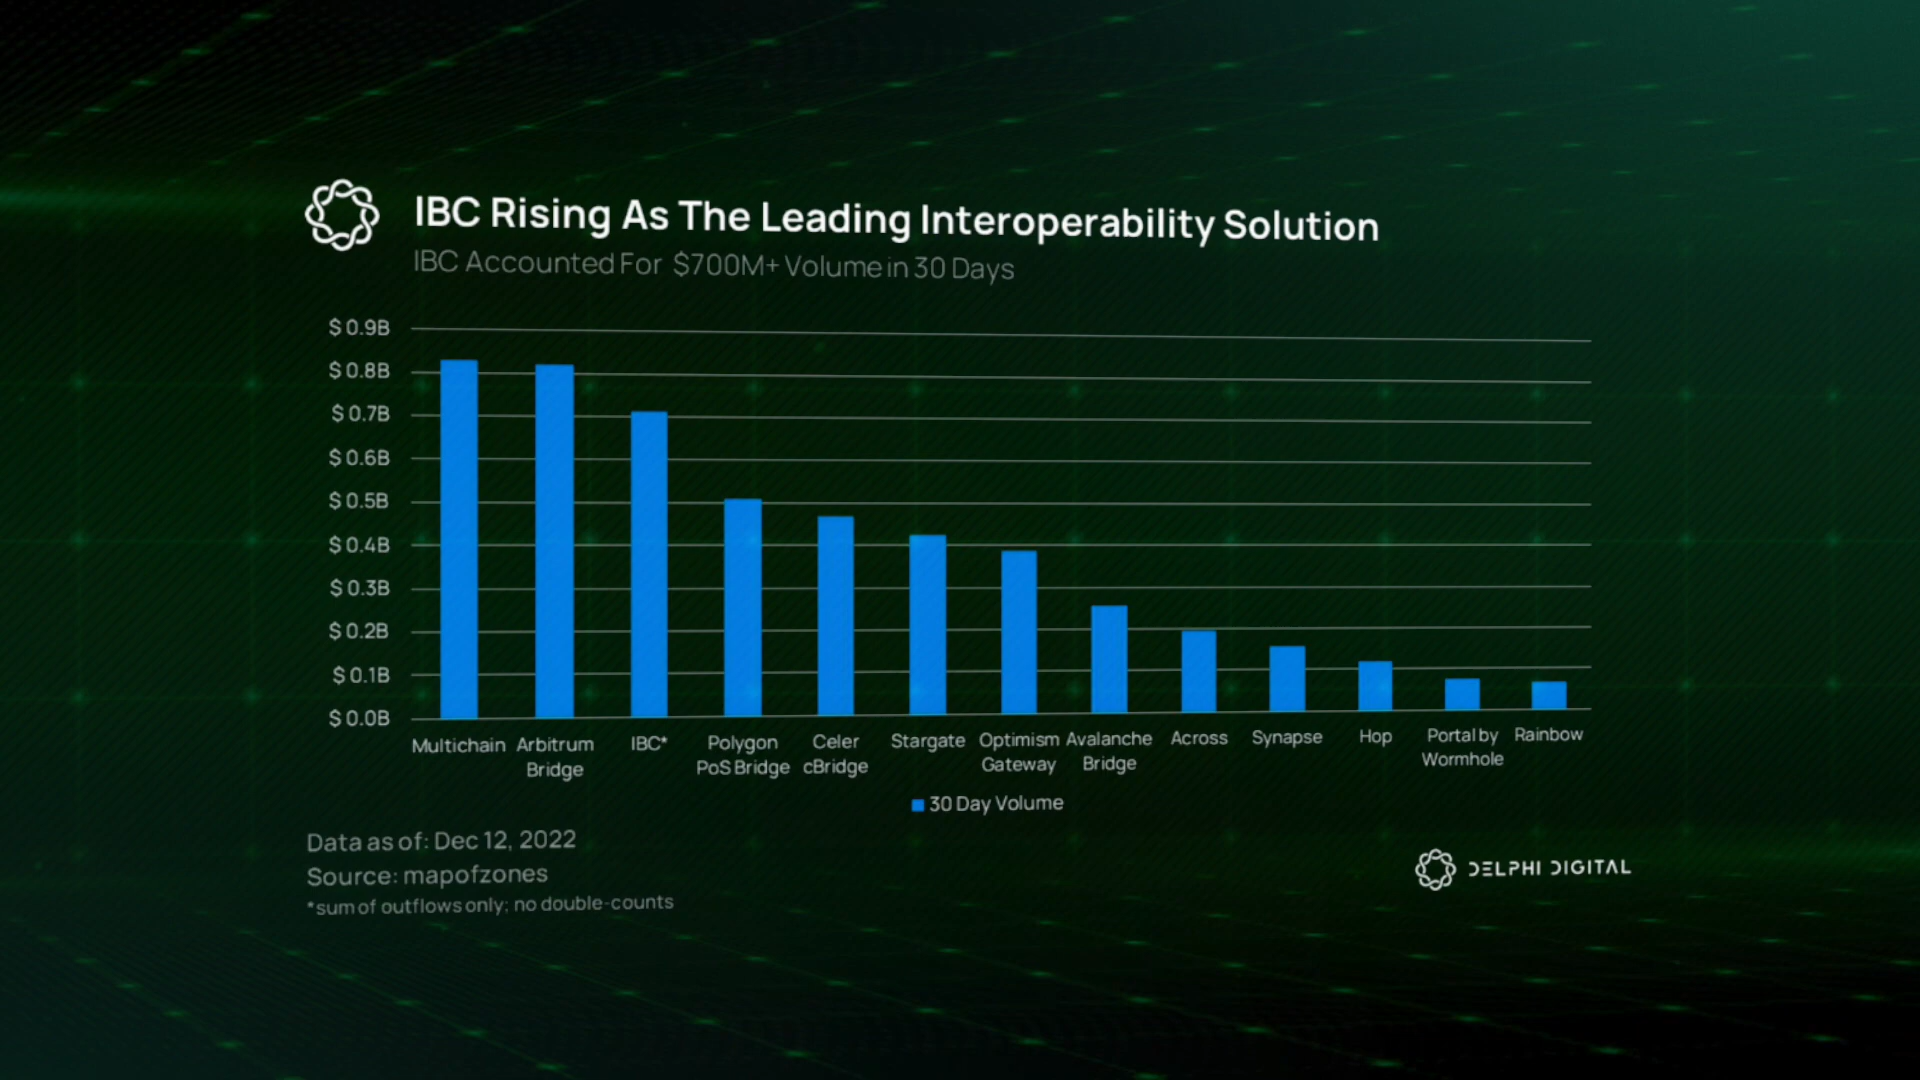 IBC Rising As The Leading Interoperability Solution
IBC Accounted For $700M+ Volume in 30 Days
$ 0.9B
$ 0.8B
$ 0.7B
$ 0.6B
$ 0.5B
$ 0.4B
$ 0.3B
$ 0.2B
$ 0.1B
$ 0.0B
Multichain
Arbitrum
Bridge
IBC*
Polygon
PoS Bridge
Celer
cBridge
Stargate
Optimism
Gateway
Avalanche
Bridge
Across
Synapse
Hop
Portal by
Wormhole
Rainbow
30 Day Volume
Data as of: Dec 12, 2022
Source: mapofzones
*sum of outflows only; no double-counts
DELPHI DIGITAL